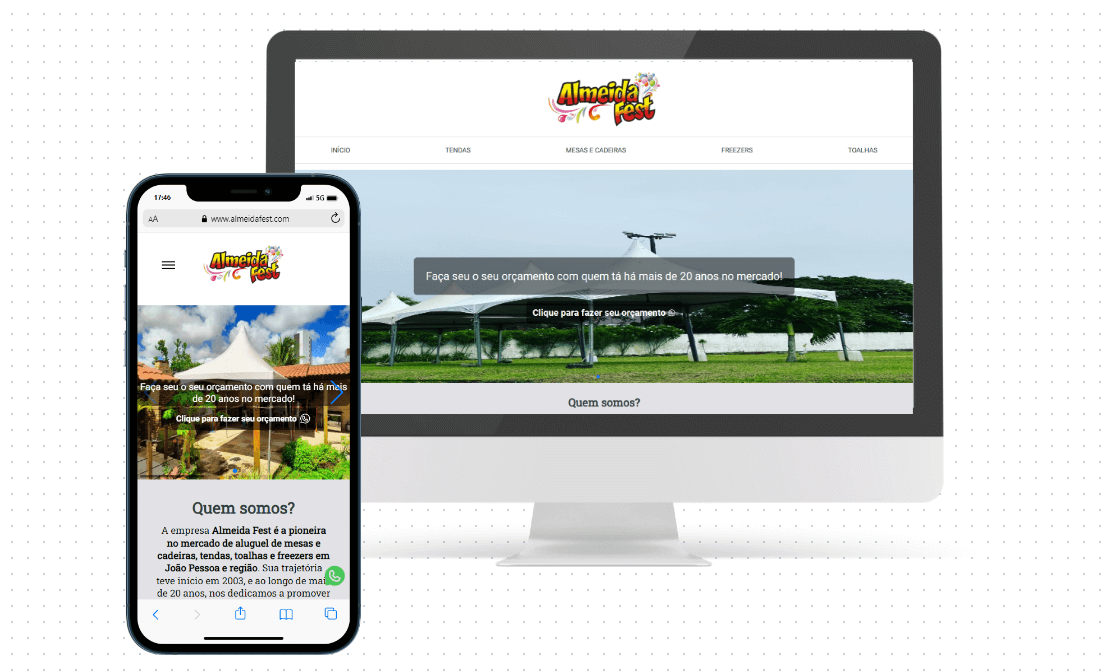 Almeida
Fest
INÍCIO
TENDAS
MESAS E CADEIRAS
FREEZERS
TOALHAS
Faça seu o seu orçamento com quem tá há mais de 20 anos no mercado!
Clique para fazer seu orçamento
Quem somos?
17:46
5G
AA
www.almeidafest.com
Almeida
Fest
Faça seu o seu orçamento com quem tá há mais
de 20 anos no mercado!
Clique para fazer seu orçamento
Quem somos?
A empresa Almeida Fest é a pioneira
no mercado de aluguel de mesas e
cadeiras, tendas, toalhas e freezers em
João Pessoa e região. Sua trajetória
teve início em 2003, e ao longo de mai
de 20 anos, nos dedicamos a promover